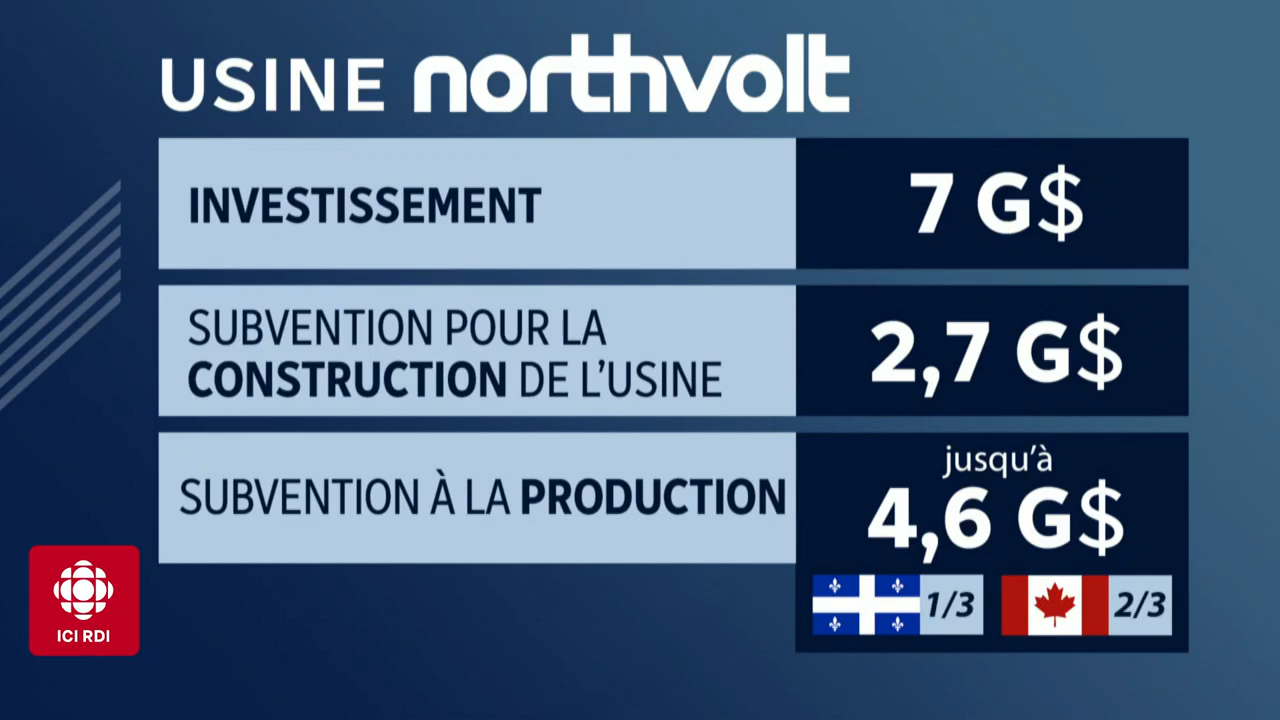 USINE northvolt
INVESTISSEMENT
7 G$
SUBVENTION POUR LA
CONSTRUCTION DE L’USINE
2,7 G$
SUBVENTION À LA PRODUCTION
jusqu’à
4,6 G$
1/3
2/3
ICI RDI